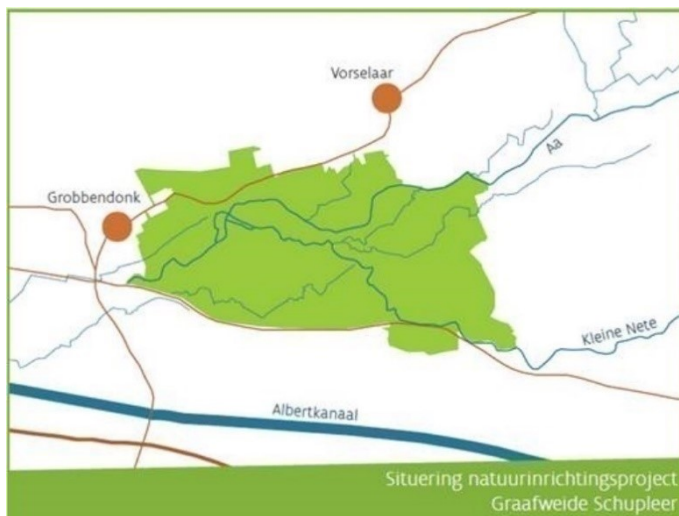 Vorselaar
Aa
Grobbendonk
Kleine Nete
Albertkanaal
Situering natuurinrichtingsproject
Graafweide Schupleer